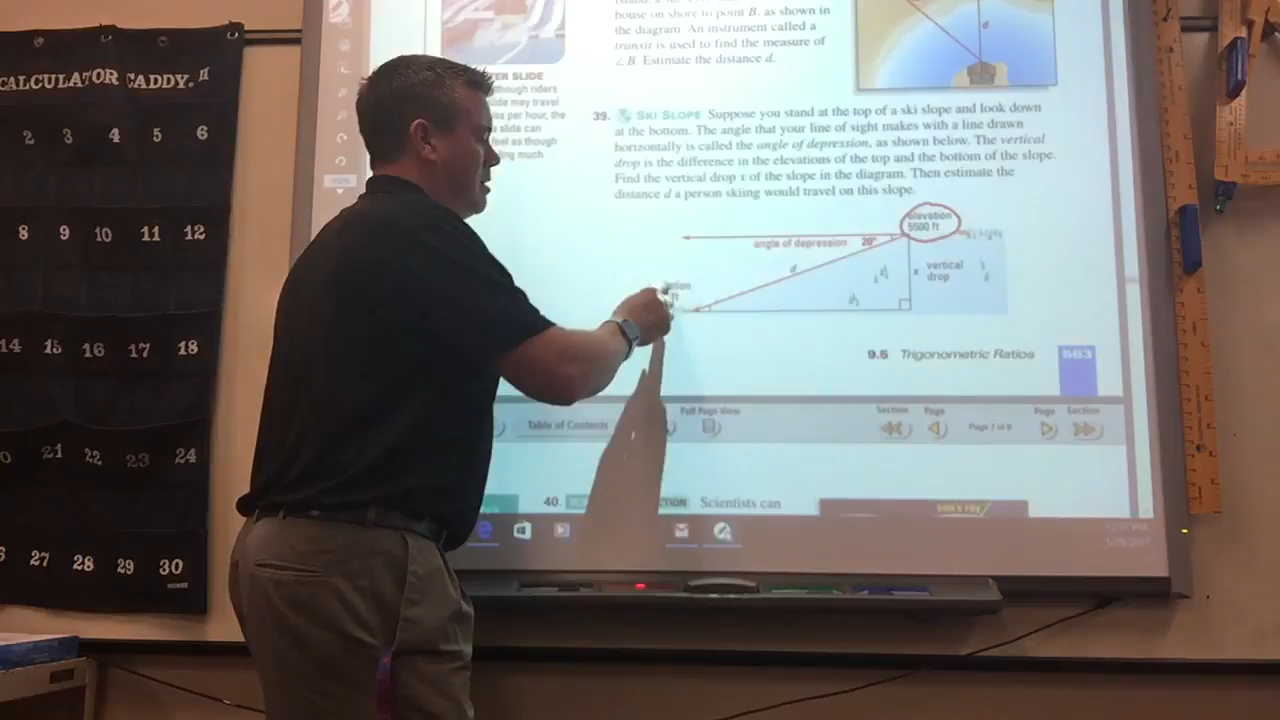 CALCULATOR CADDY. II
2 3 4 5 6
8 9 10 11 12
14 15 16 17 18
21 22 23 24
27 28 29 30
house on shore to point B, as shown in
the diagram. An instrument called a
transit is used to find the measure of
∠B. Estimate the distance d.
d
SLIDE
though riders
slide may travel
per hour, the
slide can
feel as though
much
39. SKI SLOPE Suppose you stand at the top of a ski slope and look down
at the bottom. The angle that your line of sight makes with a line drawn
horizontally is called the angle of depression, as shown below. The vertical
drop is the difference in the elevations of the top and the bottom of the slope.
Find the vertical drop x of the slope in the diagram. Then estimate the
distance d a person skiing would travel on this slope.
elevation
5500 ft
angle of depression 20°
d
x vertical
drop
9.5 Trigonometric Ratios 563
Table of Contents
Full Page View
Section Page Page 7 of 9 Page Section
40. Scientists can